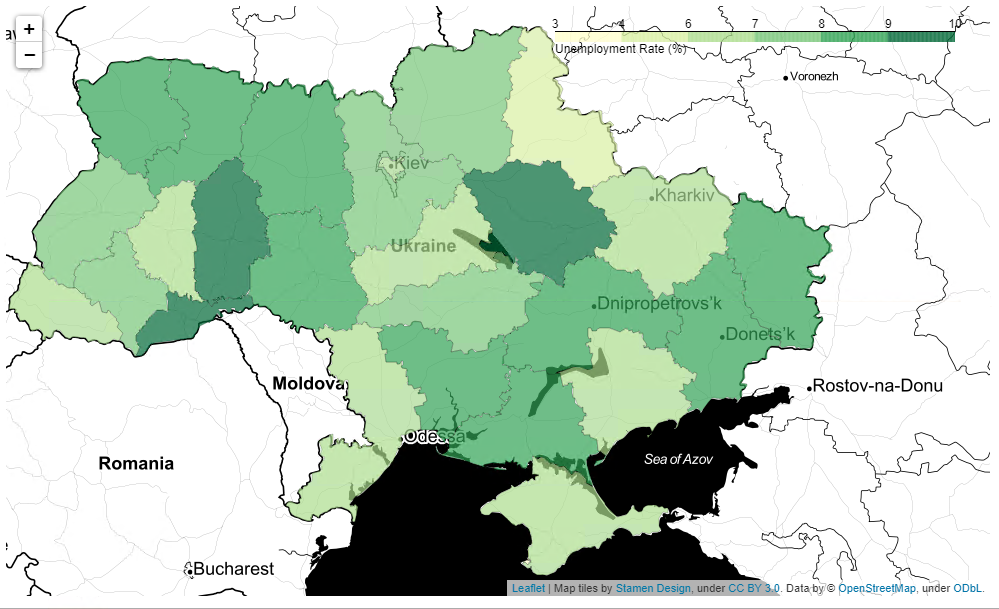 +
−
3 4 6 7 8 9 10
Unemployment Rate (%)
Voronezh
Kiev
Kharkiv
Ukraine
Dnipropetrovs'k
Donets'k
Moldova
Rostov-na-Donu
Odessa
Romania
Sea of Azov
Bucharest
Leaflet | Map tiles by Stamen Design, under CC BY 3.0. Data by © OpenStreetMap, under ODbL.